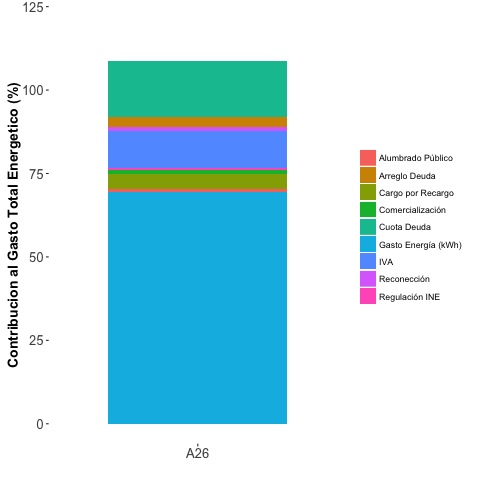 Contribucion al Gasto Total Energetico (%)
125
100
75
50
25
0
A26
Alumbrado Público
Arreglo Deuda
Cargo por Recargo
Comercialización
Cuota Deuda
Gasto Energía (kWh)
IVA
Reconección
Regulación INE